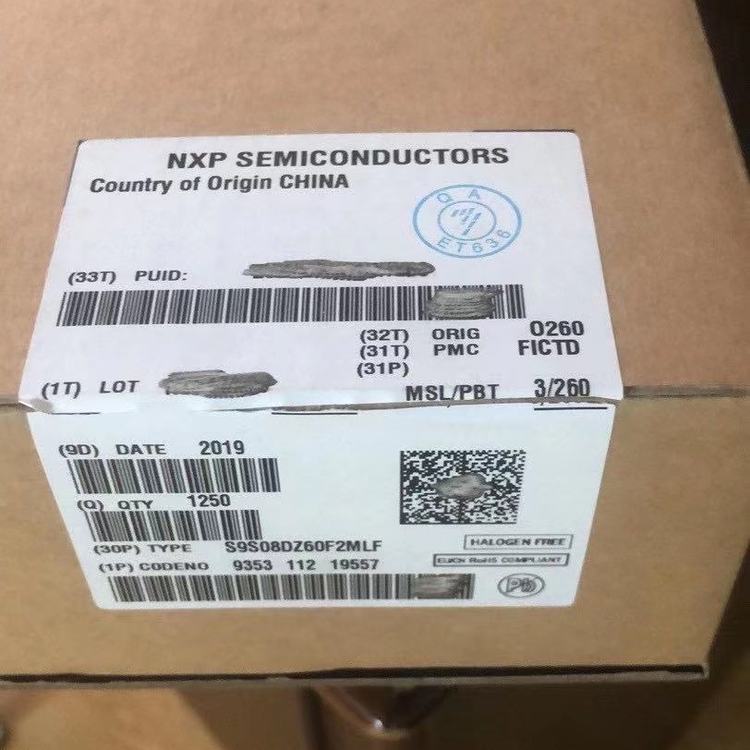 NXP SEMICONDUCTORS
Country of Origin CHINA
QA
ET636
(33T) PUID:
(32T) ORIG O260
(31T) PMC FICTD
(31P)
(1T) LOT
MSL/PBT 3/260
(9D) DATE 2019
(Q) QTY 1250
(30P) TYPE S9S08DZ60F2MLF
(1P) CODENO 9353 112 19557
HALOGEN FREE
EU/CN RoHS COMPLIANT
Pb